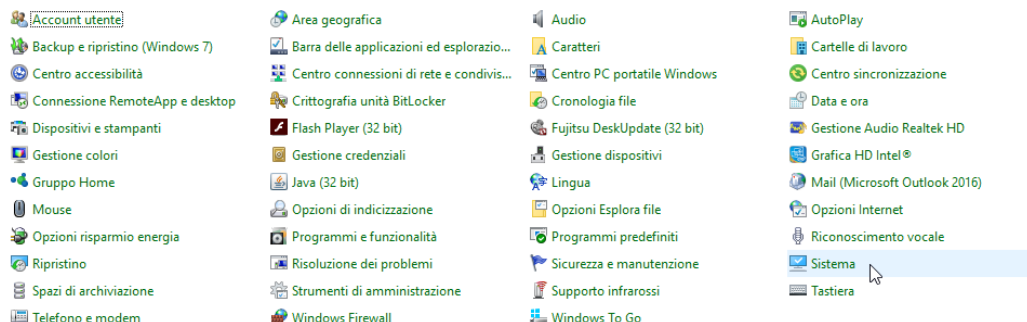 Account utente
Area geografica
Audio
AutoPlay
Backup e ripristino (Windows 7)
Barra delle applicazioni ed esplorazio...
Caratteri
Cartelle di lavoro
Centro accessibilità
Centro connessioni di rete e condivis...
Centro PC portatile Windows
Centro sincronizzazione
Connessione RemoteApp e desktop
Crittografia unità BitLocker
Cronologia file
Data e ora
Dispositivi e stampanti
Flash Player (32 bit)
Fujitsu DeskUpdate (32 bit)
Gestione Audio Realtek HD
Gestione colori
Gestione credenziali
Gestione dispositivi
Grafica HD Intel®
Gruppo Home
Java (32 bit)
Lingua
Mail (Microsoft Outlook 2016)
Mouse
Opzioni di indicizzazione
Opzioni Esplora file
Opzioni Internet
Opzioni risparmio energia
Programmi e funzionalità
Programmi predefiniti
Riconoscimento vocale
Ripristino
Risoluzione dei problemi
Sicurezza e manutenzione
Sistema
Spazi di archiviazione
Strumenti di amministrazione
Supporto infrarossi
Tastiera
Telefono e modem
Windows Firewall
Windows To Go